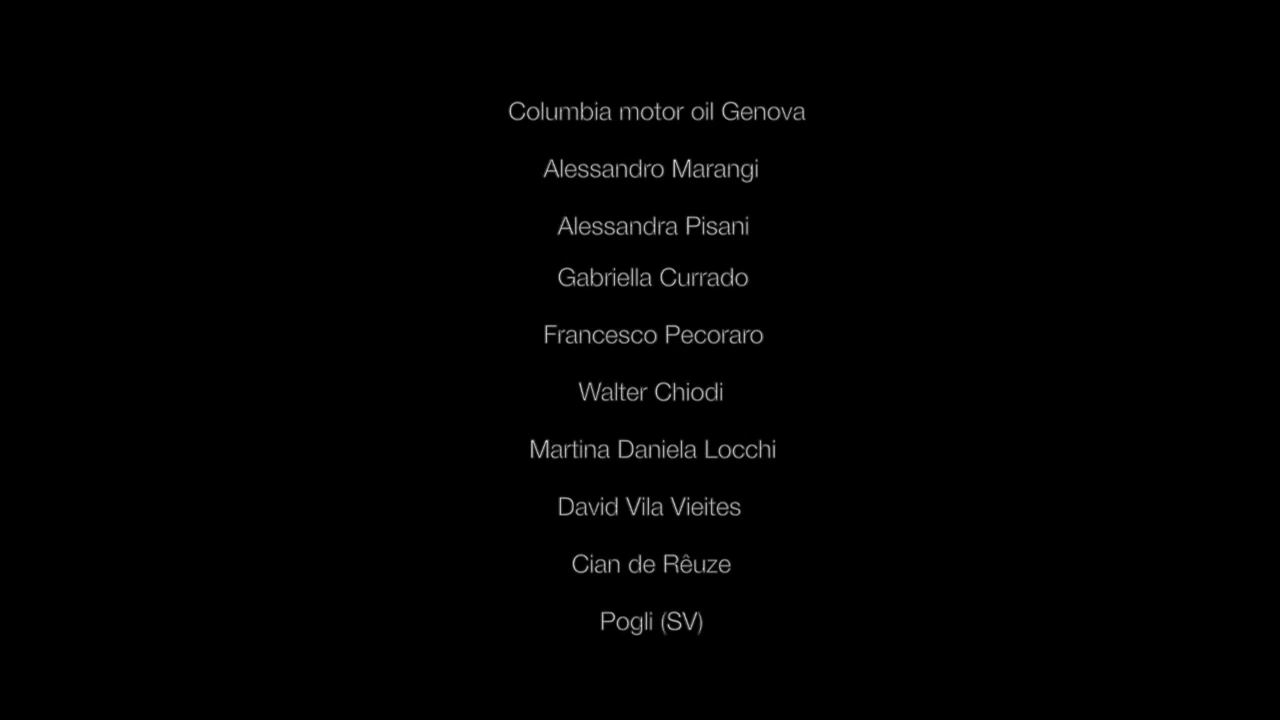 Columbia motor oil Genova
Alessandro Marangi
Alessandra Pisani
Gabriella Currado
Francesco Pecoraro
Walter Chiodi
Martina Daniela Locchi
David Vila Vieites
Cian de Rêuze
Pogli (SV)